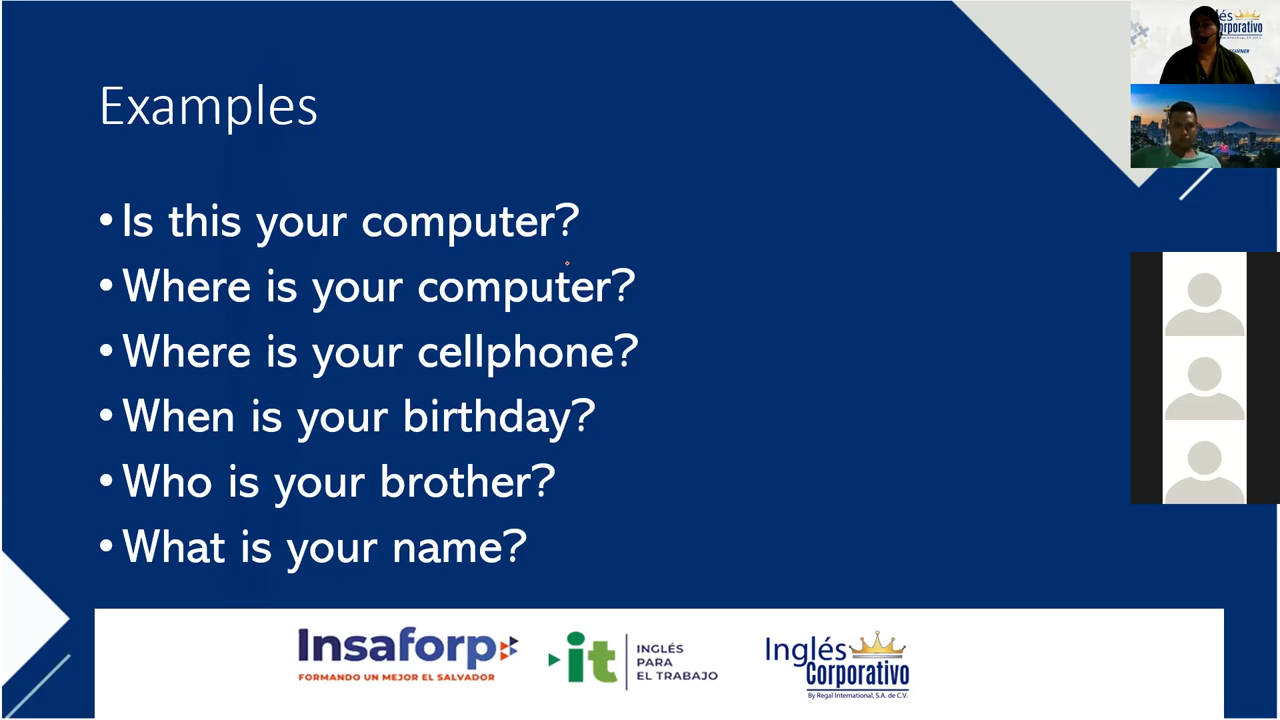 Examples
• Is this your computer?
• Where is your computer?
• Where is your cellphone?
• When is your birthday?
• Who is your brother?
• What is your name?
Insaforp
FORMANDO UN MEJOR EL SALVADOR
it
INGLÉS
PARA
EL TRABAJO
Inglés
Corporativo
By Regal International, S.A. de C.V.
lés
orporativo